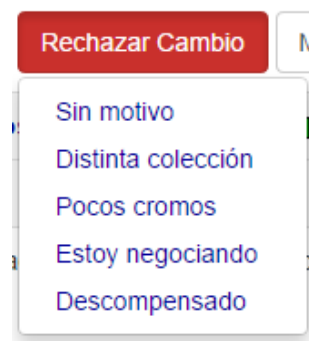 Rechazar Cambio
Sin motivo
Distinta colección
Pocos cromos
Estoy negociando
Descompensado